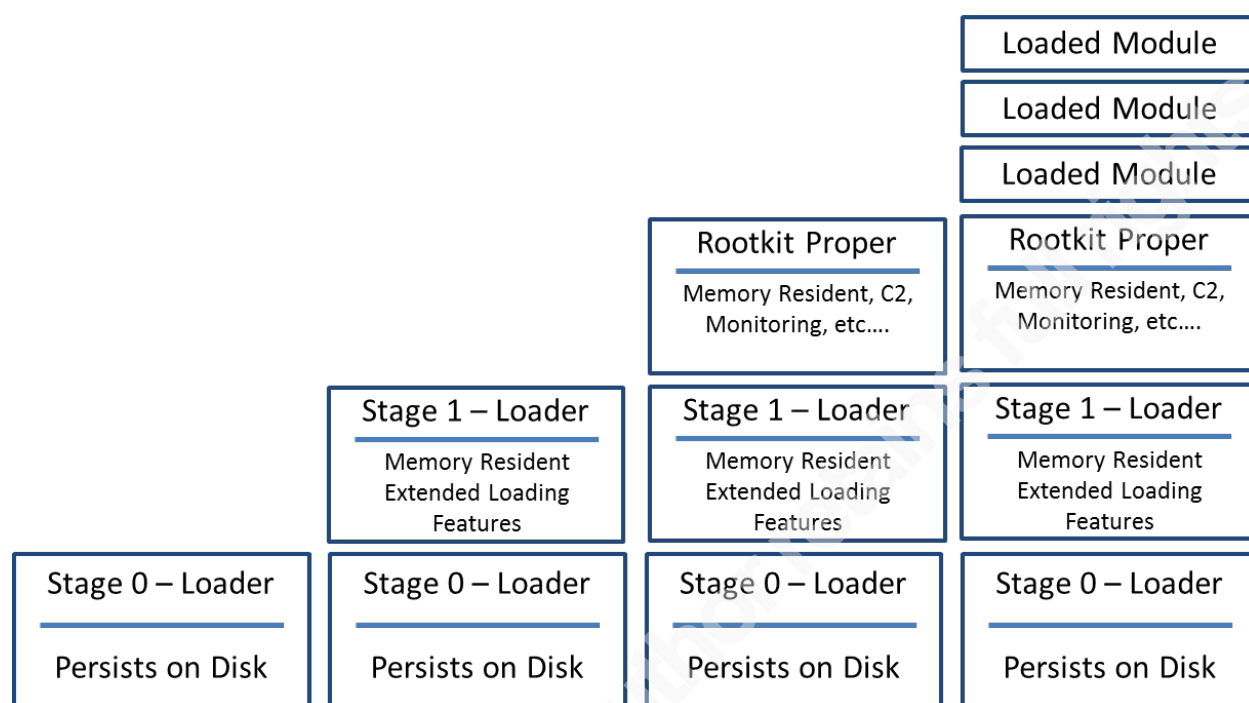 Loaded Module
Loaded Module
Loaded Module
Rootkit Proper
Memory Resident, C2,
Monitoring, etc....
Rootkit Proper
Memory Resident, C2,
Monitoring, etc....
Stage 1 – Loader
Memory Resident
Extended Loading
Features
Stage 1 – Loader
Memory Resident
Extended Loading
Features
Stage 1 – Loader
Memory Resident
Extended Loading
Features
Stage 0 – Loader
Persists on Disk
Stage 0 – Loader
Persists on Disk
Stage 0 – Loader
Persists on Disk
Stage 0 – Loader
Persists on Disk
retains full rights